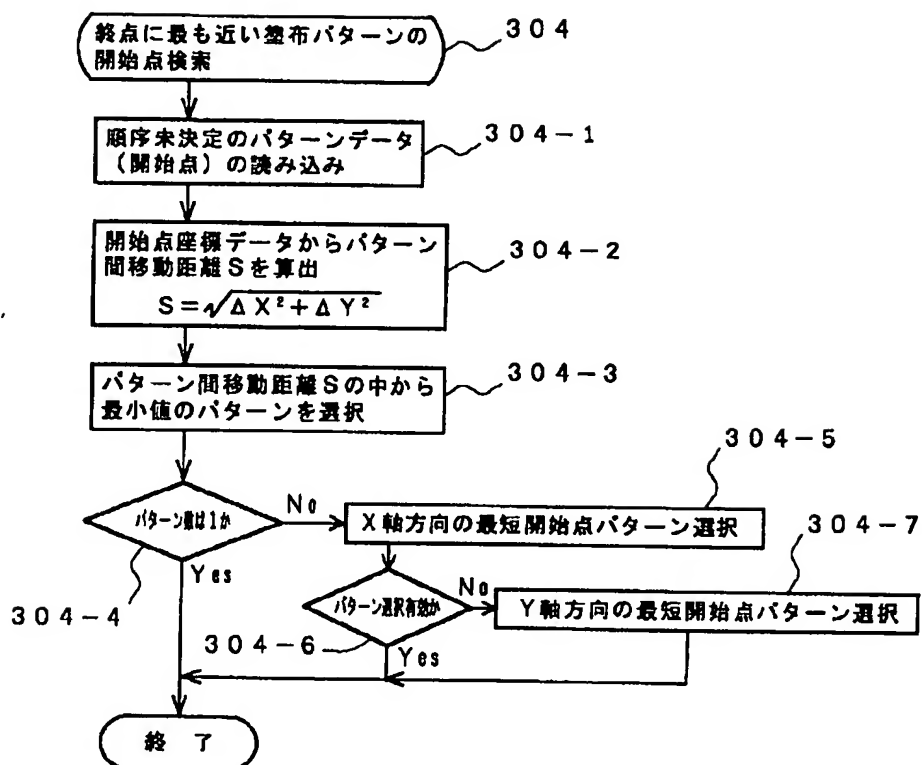 終点に最も近い塗布パターンの
開始点検索
304
順序未決定のパターンデータ
(開始点)の読み込み
304-1
開始点座標データからパターン
間移動距離Sを算出
S=√ΔX²+ΔY²
304-2
パターン間移動距離Sの中から
最小値のパターンを選択
304-3
パターン数は1か
No
Yes
304-4
X軸方向の最短開始点パターン選択
304-5
パターン選択有効か
No
Yes
304-6
Y軸方向の最短開始点パターン選択
304-7
終 了